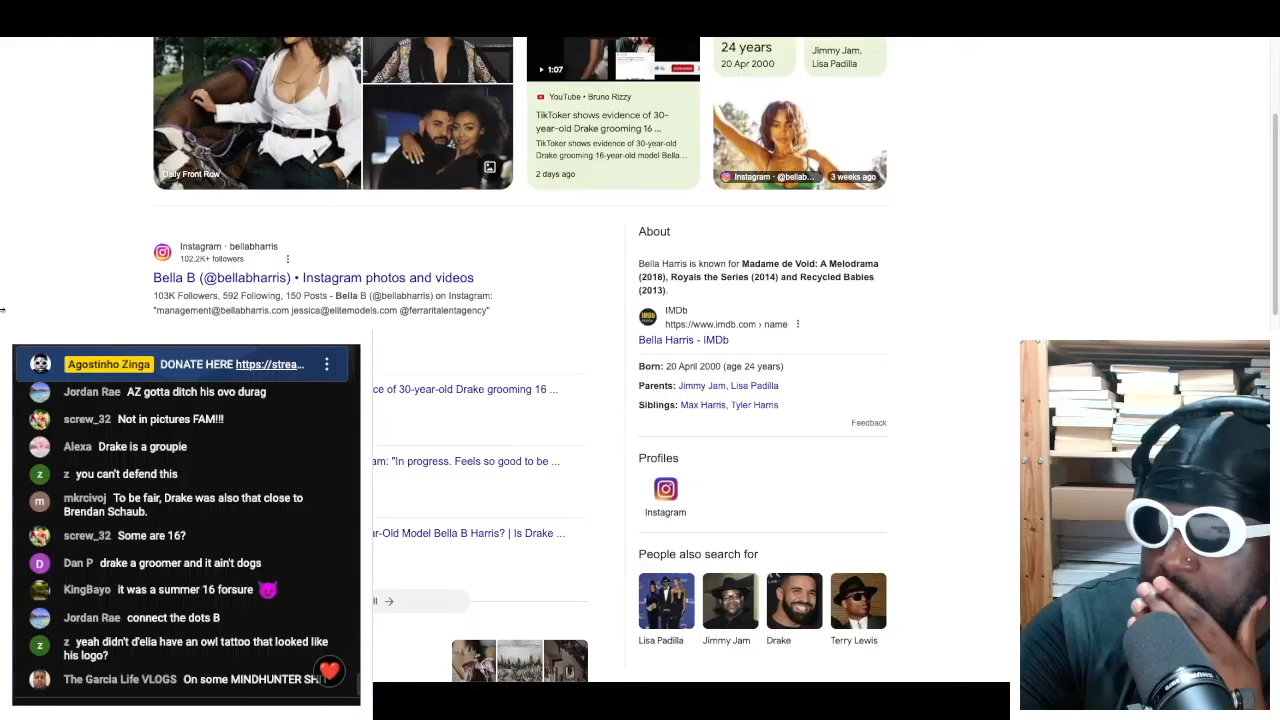 Daily Front Row
1:07
YouTube • Bruno Rizzy
TikToker shows evidence of 30-
year-old Drake grooming 16 ...
TikToker shows evidence of 30-year-old
Drake grooming 16-year-old model Bella…
2 days ago
24 years
20 Apr 2000
Jimmy Jam,
Lisa Padilla
Instagram · @bellab...
3 weeks ago
Instagram · bellabharris
102.2K+ followers
Bella B (@bellabharris) • Instagram photos and videos
103K Followers, 592 Following, 150 Posts - Bella B (@bellabharris) on Instagram:
"management@bellabharris.com jessica@elitemodels.com @ferraritalentagency"
ce of 30-year-old Drake grooming 16 ...
am: "In progress. Feels so good to be ...
ar-Old Model Bella B Harris? | Is Drake ...
About
Bella Harris is known for Madame de Void: A Melodrama
(2018), Royals the Series (2014) and Recycled Babies
(2013).
IMDb
IMDb
https://www.imdb.com › name
Bella Harris - IMDb
Born: 20 April 2000 (age 24 years)
Parents: Jimmy Jam, Lisa Padilla
Siblings: Max Harris, Tyler Harris
Feedback
Profiles
Instagram
People also search for
Lisa Padilla
Jimmy Jam
Drake
Terry Lewis
Agostinho Zinga DONATE HERE https://strea...
Jordan Rae AZ gotta ditch his ovo durag
screw_32 Not in pictures FAM!!!
Alexa Drake is a groupie
z you can't defend this
mkrcivoj To be fair, Drake was also that close to
Brendan Schaub.
screw_32 Some are 16?
Dan P drake a groomer and it ain't dogs
KingBayo it was a summer 16 forsure 😈
Jordan Rae connect the dots B
z yeah didn't d'elia have an owl tattoo that looked like
his logo?
The Garcia Life VLOGS On some MINDHUNTER